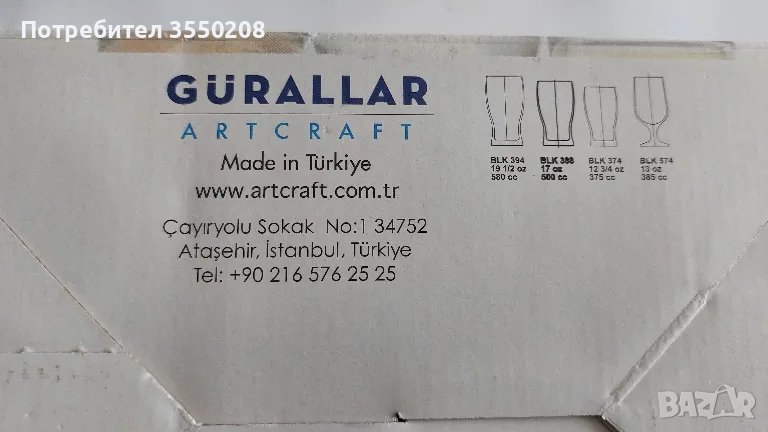 Потребител 3550208
GÜRALLAR
ARTCRAFT
Made in Türkiye
www.artcraft.com.tr
Çayıryolu Sokak No:1 34752
Ataşehir, İstanbul, Türkiye
Tel: +90 216 576 25 25
BLK 394
19 1/2 oz
580 cc
BLK 388
17 oz
500 cc
BLK 374
12 3/4 oz
375 cc
BLK 574
13 oz
385 cc
BAZAR